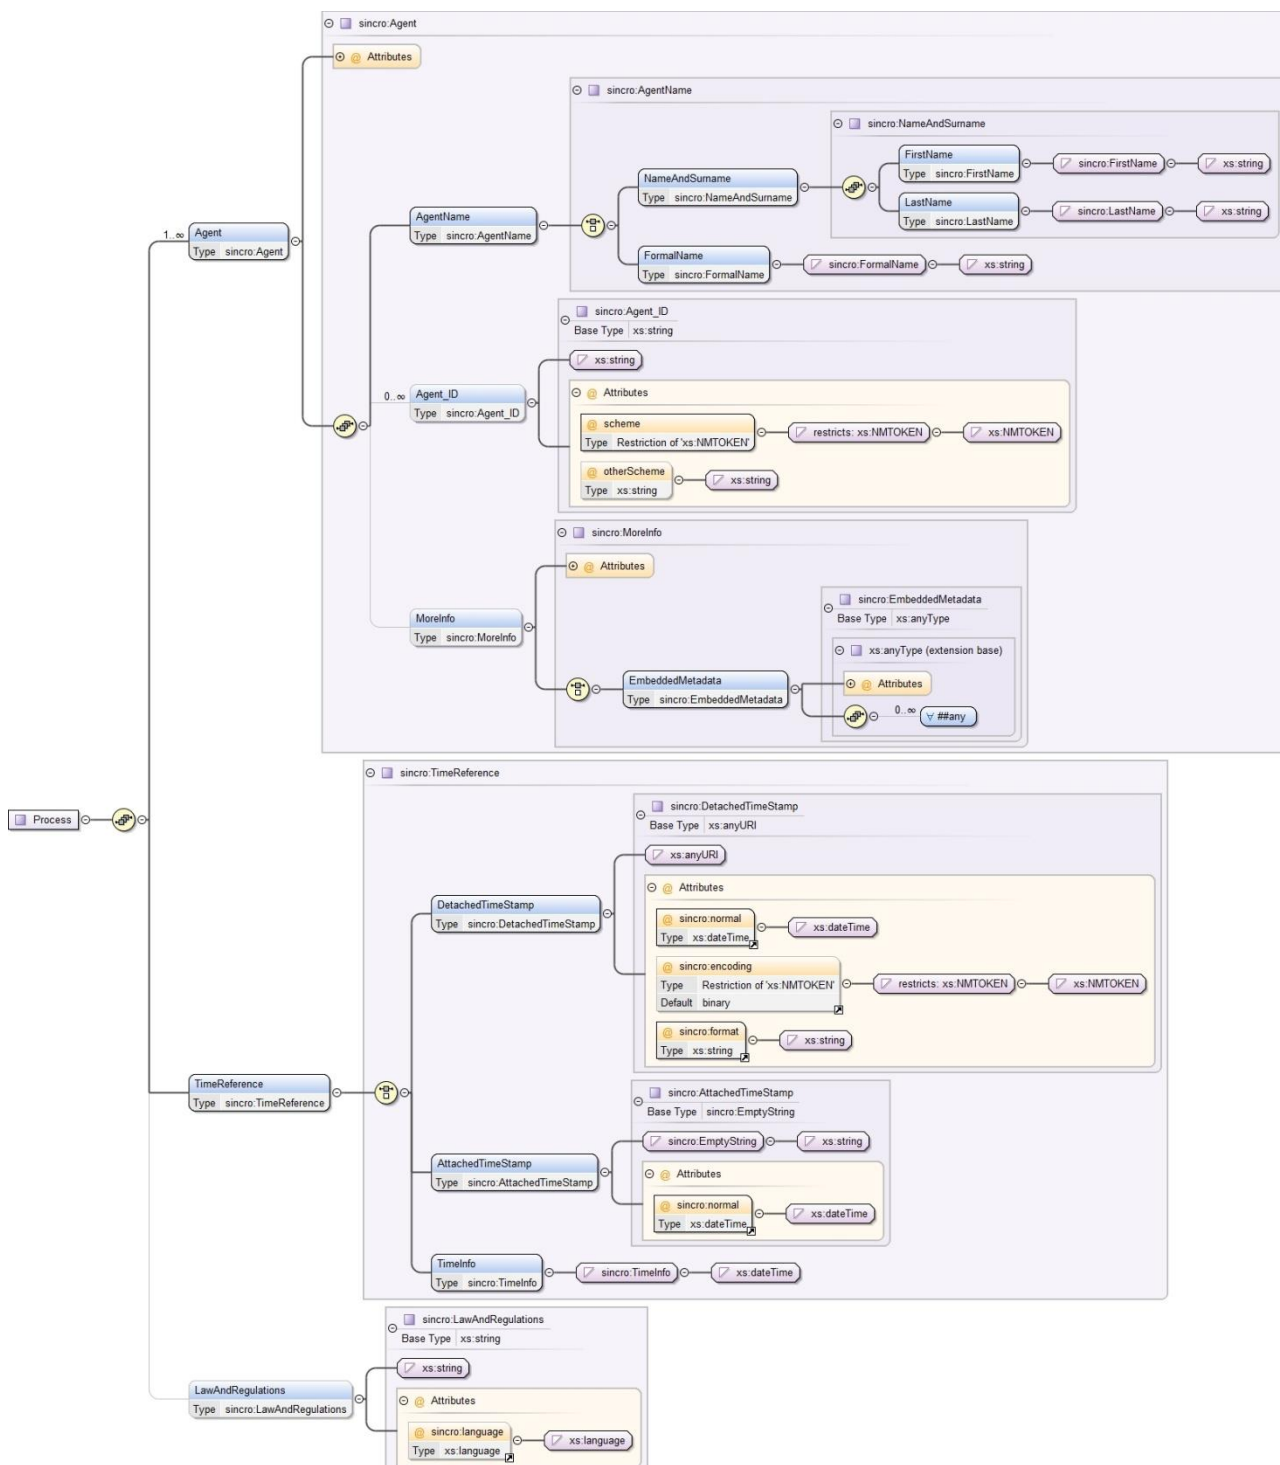 sincro:Agent
@ Attributes
sincro:AgentName
sincro:NameAndSurname
FirstName
Type sincro:FirstName
sincro:FirstName
xs:string
NameAndSurname
Type sincro:NameAndSurname
LastName
Type sincro:LastName
sincro:LastName
xs:string
AgentName
Type sincro:AgentName
1..∞
Agent
Type sincro:Agent
FormalName
Type sincro:FormalName
sincro:FormalName
xs:string
sincro:Agent_ID
Base Type xs:string
xs:string
0..∞
Agent_ID
Type sincro:Agent_ID
@ Attributes
@ scheme
Type Restriction of 'xs:NMTOKEN'
restricts: xs:NMTOKEN
xs:NMTOKEN
@ otherScheme
Type xs:string
xs:string
sincro:MoreInfo
@ Attributes
MoreInfo
Type sincro:MoreInfo
sincro:EmbeddedMetadata
Base Type xs:anyType
xs:anyType (extension base)
EmbeddedMetadata
Type sincro:EmbeddedMetadata
@ Attributes
0..∞
##any
sincro:TimeReference
Process
sincro:DetachedTimeStamp
Base Type xs:anyURI
xs:anyURI
@ Attributes
DetachedTimeStamp
Type sincro:DetachedTimeStamp
@ sincro:normal
Type xs:dateTime
xs:dateTime
@ sincro:encoding
Type Restriction of 'xs:NMTOKEN'
Default binary
restricts: xs:NMTOKEN
xs:NMTOKEN
@ sincro:format
Type xs:string
xs:string
TimeReference
Type sincro:TimeReference
sincro:AttachedTimeStamp
Base Type sincro:EmptyString
sincro:EmptyString
xs:string
AttachedTimeStamp
Type sincro:AttachedTimeStamp
@ Attributes
@ sincro:normal
Type xs:dateTime
xs:dateTime
TimeInfo
Type sincro:TimeInfo
sincro:TimeInfo
xs:dateTime
sincro:LawAndRegulations
Base Type xs:string
xs:string
LawAndRegulations
Type sincro:LawAndRegulations
@ Attributes
@ sincro:language
Type xs:language
xs:language